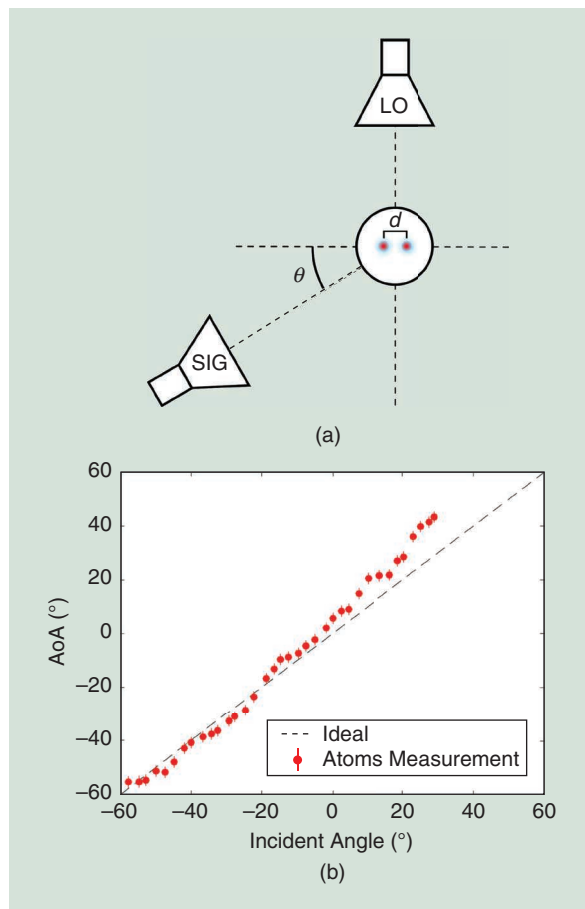 LO
d
θ
SIG
(a)
60
40
20
0
–20
–40
–60
AoA (°)
–60
–40
–20
0
20
40
60
Incident Angle (°)
Ideal
Atoms Measurement
(b)